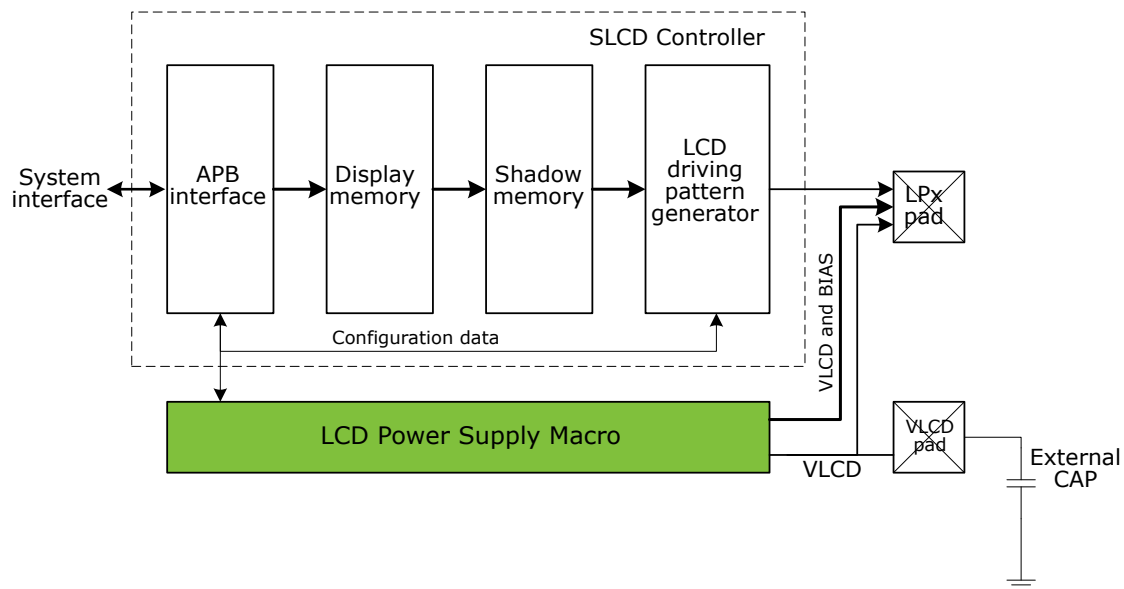 SLCD Controller
System
interface
APB
interface
Display
memory
Shadow
memory
LCD
driving
pattern
generator
LPx
pad
Configuration data
VLCD and BIAS
LCD Power Supply Macro
VLCD
pad
VLCD
External
CAP